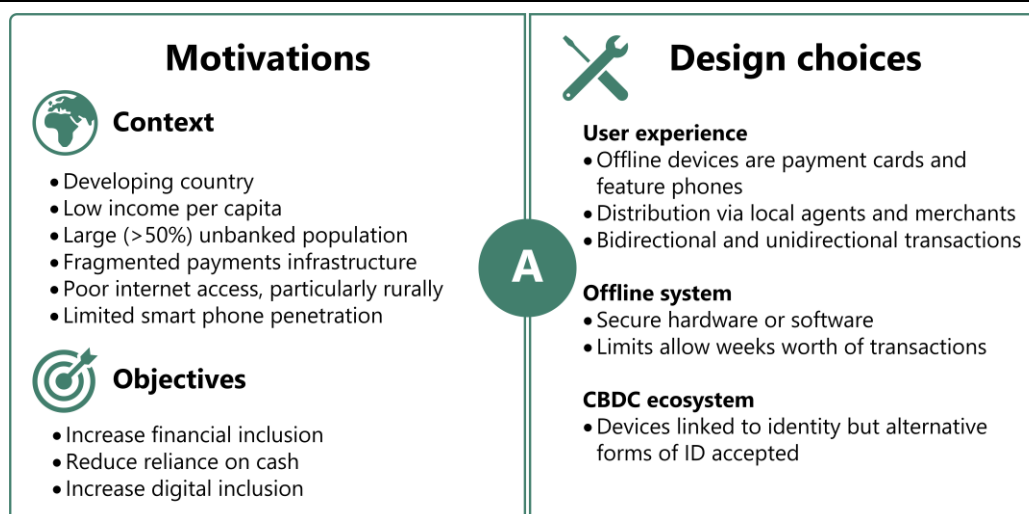 Motivations
Context
• Developing country
• Low income per capita
• Large (>50%) unbanked population
• Fragmented payments infrastructure
• Poor internet access, particularly rurally
• Limited smart phone penetration
Objectives
• Increase financial inclusion
• Reduce reliance on cash
• Increase digital inclusion
A
Design choices
User experience
• Offline devices are payment cards and
feature phones
• Distribution via local agents and merchants
• Bidirectional and unidirectional transactions
Offline system
• Secure hardware or software
• Limits allow weeks worth of transactions
CBDC ecosystem
• Devices linked to identity but alternative
forms of ID accepted